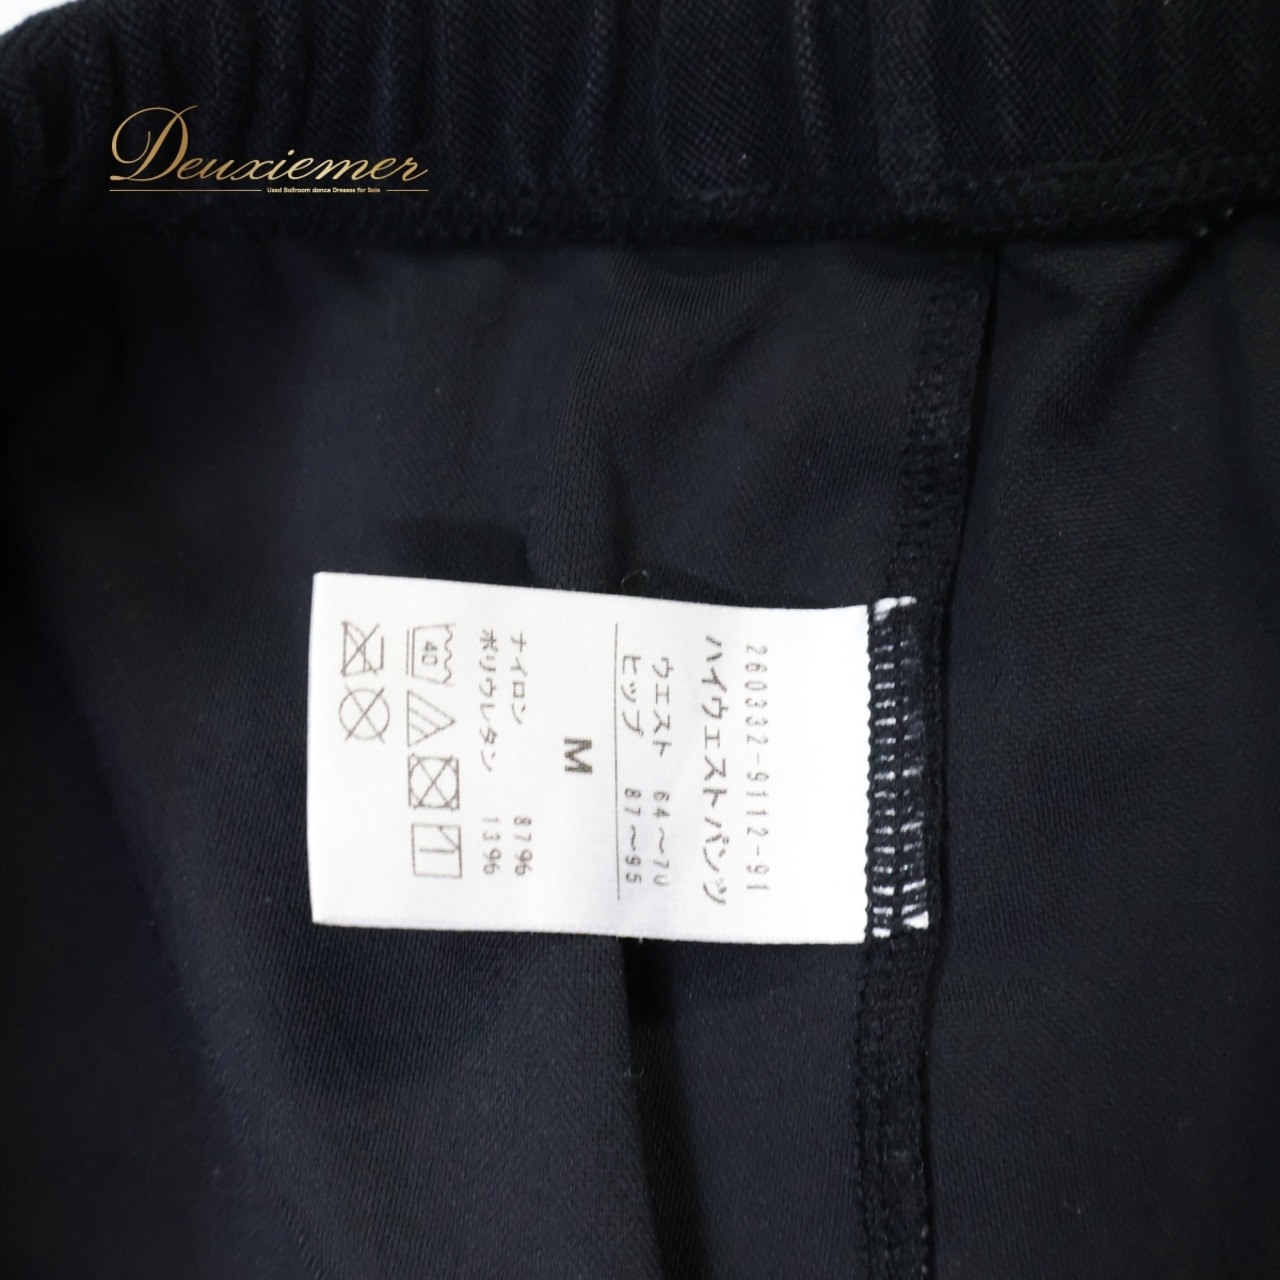 Deuxiemer
Used Ballroom dance Dresses for Sale
260332-9112-91
ハイウェストパンツ
ウエスト 64～70
ヒップ 87～95
M
ナイロン 87%
ポリウレタン 13%
40